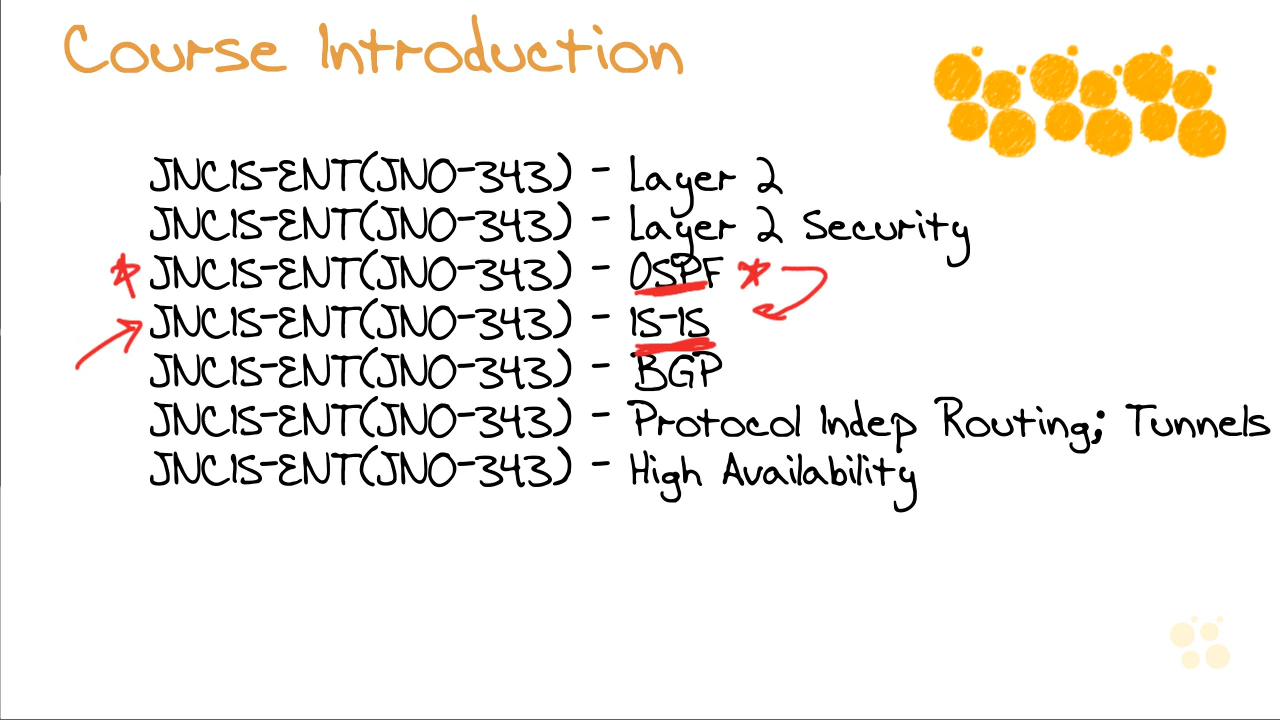 Course Introduction
JNCIS-ENT(JN0-343) - Layer 2
JNCIS-ENT(JN0-343) - Layer 2 Security
* JNCIS-ENT(JN0-343) - OSPF *
JNCIS-ENT(JN0-343) - IS-IS
JNCIS-ENT(JN0-343) - BGP
JNCIS-ENT(JN0-343) - Protocol Indep Routing; Tunnels
JNCIS-ENT(JN0-343) - High Availability